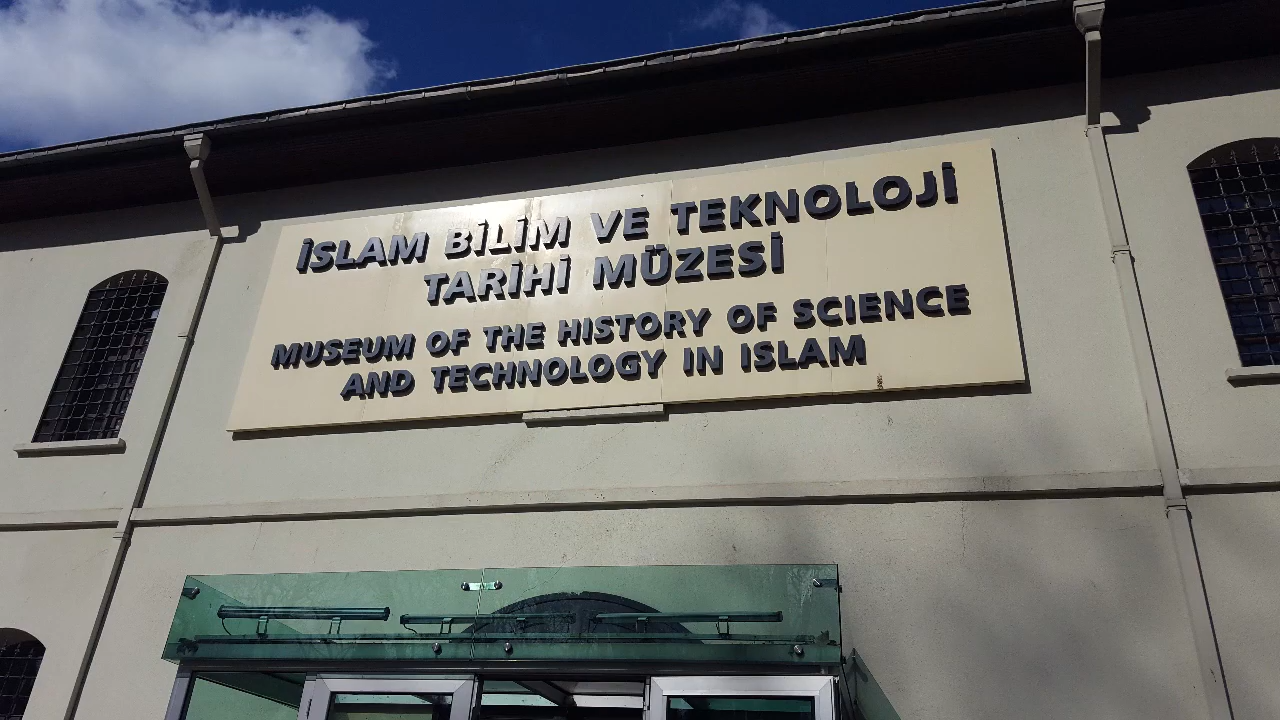 İSLAM BİLİM VE TEKNOLOJİ
TARİHİ MÜZESİ
MUSEUM OF THE HISTORY OF SCIENCE
AND TECHNOLOGY IN ISLAM